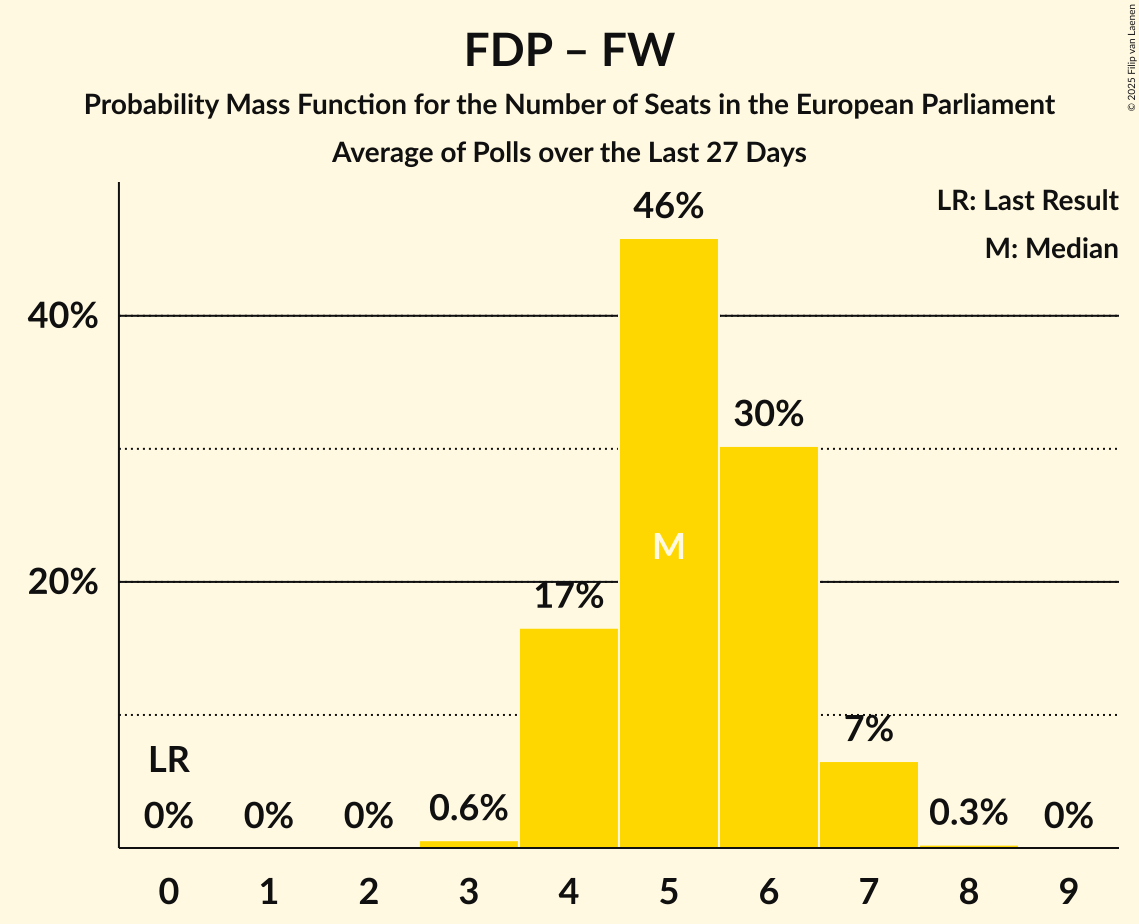 FDP – FW
Probability Mass Function for the Number of Seats in the European Parliament
Average of Polls over the Last 27 Days
© 2025 Filip van Laenen
LR: Last Result
M: Median
46%
40%
30%
M
20%
17%
7%
LR
0%
0%
0%
0.6%
0.3%
0%
0 1 2 3 4 5 6 7 8 9